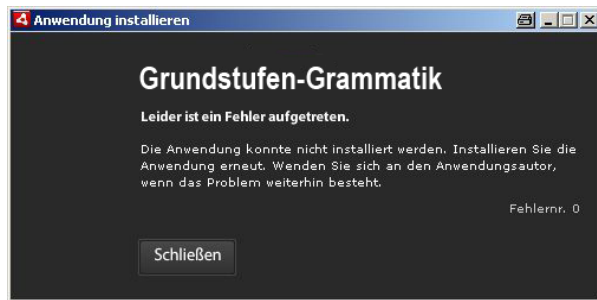 Anwendung installieren
Grundstufen-Grammatik
Leider ist ein Fehler aufgetreten.
Die Anwendung konnte nicht installiert werden. Installieren Sie die
Anwendung erneut. Wenden Sie sich an den Anwendungsautor,
wenn das Problem weiterhin besteht.
Fehlernr. 0
Schließen